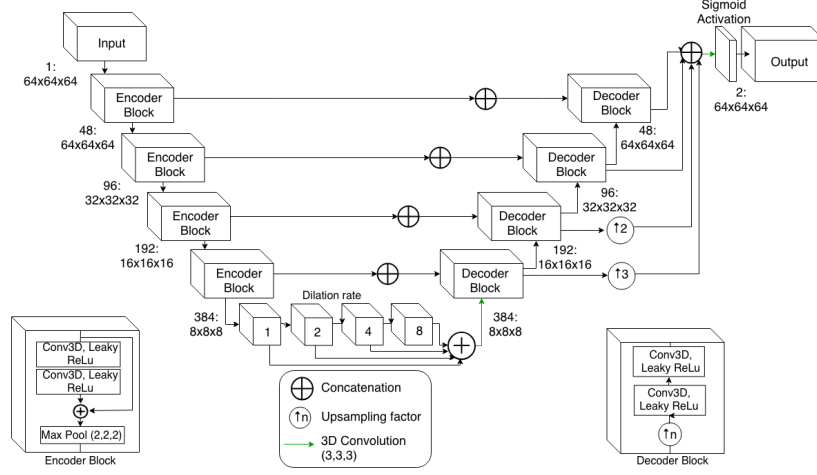 Sigmoid
Activation
Input
Output
1:
64x64x64
2:
64x64x64
Encoder
Block
Decoder
Block
48:
64x64x64
48:
64x64x64
Encoder
Block
Decoder
Block
96:
32x32x32
96:
32x32x32
Encoder
Block
Decoder
Block
↑2
192:
16x16x16
192:
16x16x16
Encoder
Block
Decoder
Block
↑3
Dilation rate
384:
8x8x8
1
2
4
8
384:
8x8x8
Conv3D, Leaky
ReLu
Conv3D, Leaky
ReLu
Max Pool (2,2,2)
Encoder Block
Concatenation
↑n
Upsampling factor
3D Convolution
(3,3,3)
Conv3D,
Leaky ReLu
Conv3D,
Leaky ReLu
↑n
Decoder Block